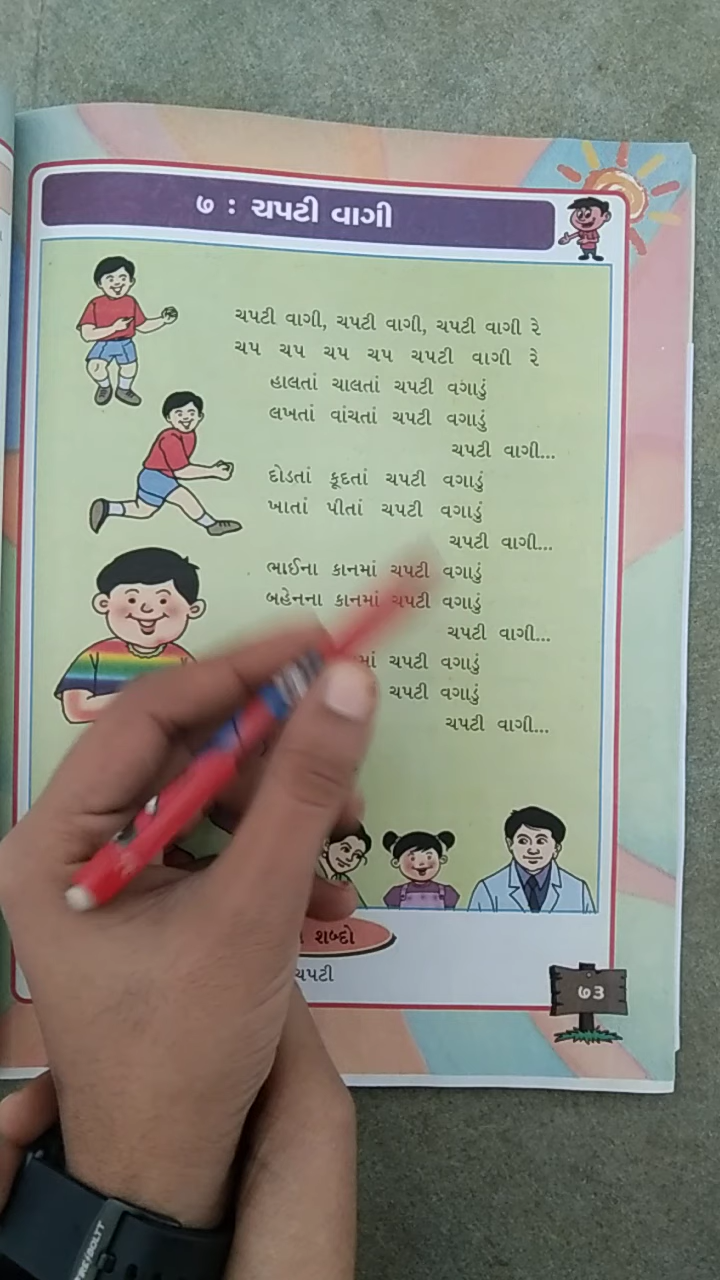 ૭ : ચપટી વાગી
ચપટી વાગી, ચપટી વાગી, ચપટી વાગી રે
ચપ ચપ ચપ ચપ ચપટી વાગી રે
હાલતાં ચાલતાં ચપટી વગાડું
લખતાં વાંચતાં ચપટી વગાડું
ચપટી વાગી...
દોડતાં કૂદતાં ચપટી વગાડું
ખાતાં પીતાં ચપટી વગાડું
ચપટી વાગી...
ભાઈના કાનમાં ચપટી વગાડું
બહેનના કાનમાં ચપટી વગાડું
ચપટી વાગી...
ચપટી વગાડું
ચપટી વગાડું
ચપટી વાગી...
શબ્દો
ચપટી
૭૩